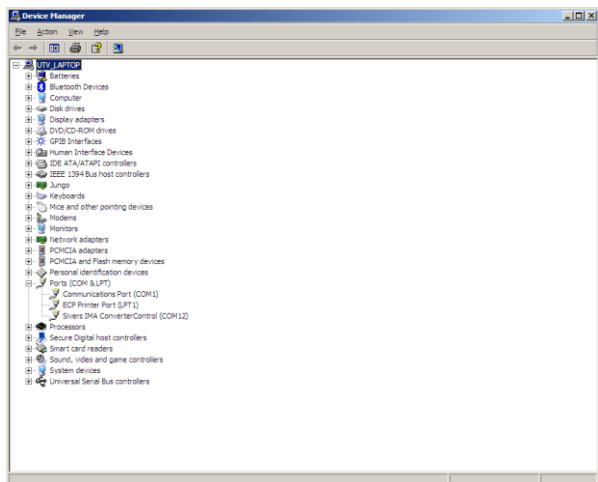 Device Manager
File Action View Help
UTV_LAPTOP
Batteries
Bluetooth Devices
Computer
Disk drives
Display adapters
DVD/CD-ROM drives
GPIB Interfaces
Human Interface Devices
IDE ATA/ATAPI controllers
IEEE 1394 Bus host controllers
Jungo
Keyboards
Mice and other pointing devices
Modems
Monitors
Network adapters
PCMCIA adapters
PCMCIA and Flash memory devices
Personal identification devices
Ports (COM & LPT)
Communications Port (COM1)
ECP Printer Port (LPT1)
Sivers IMA ConverterControl (COM12)
Processors
Secure Digital host controllers
Smart card readers
Sound, video and game controllers
System devices
Universal Serial Bus controllers